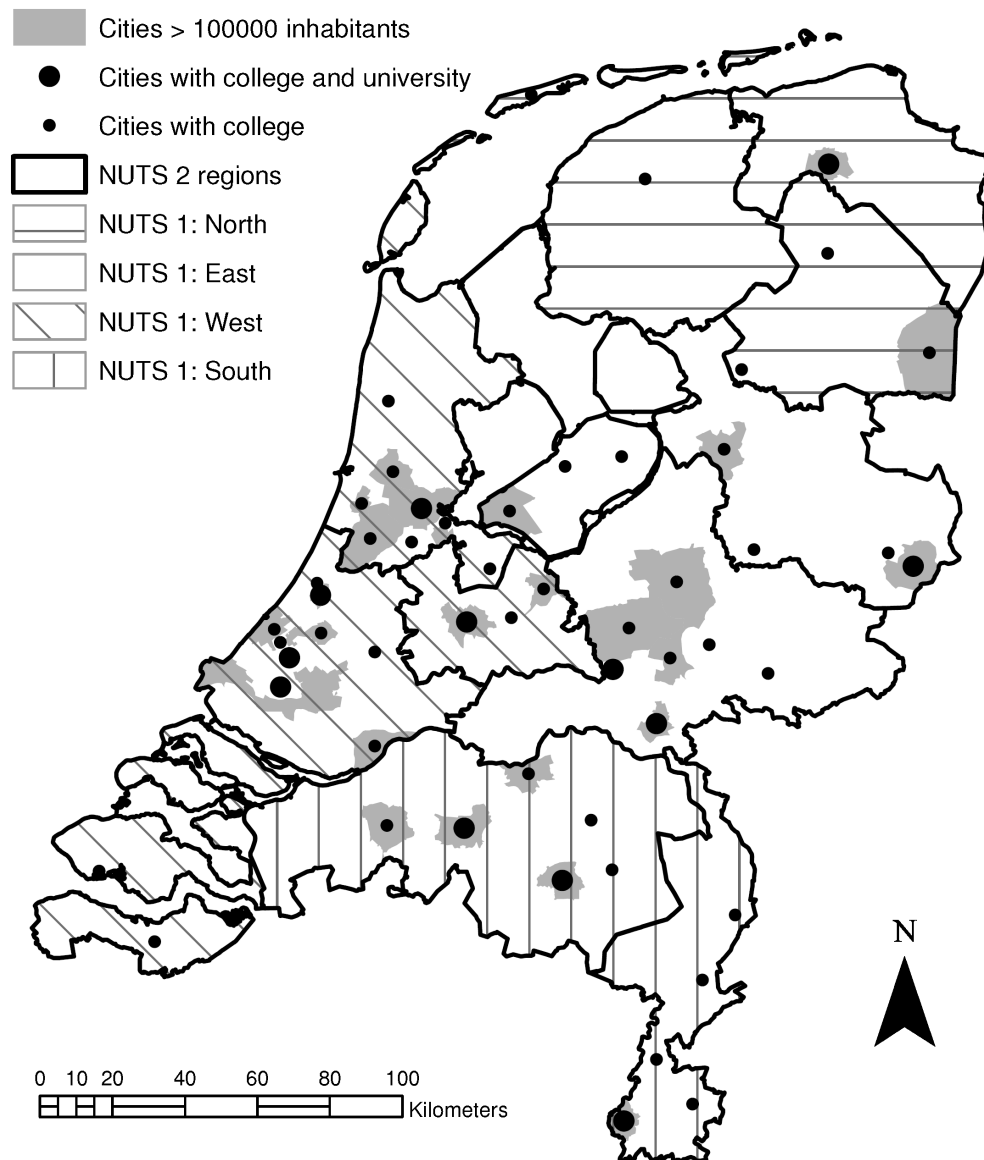 Cities > 100000 inhabitants
Cities with college and university
Cities with college
NUTS 2 regions
NUTS 1: North
NUTS 1: East
NUTS 1: West
NUTS 1: South
N
0 10 20 40 60 80 100
Kilometers